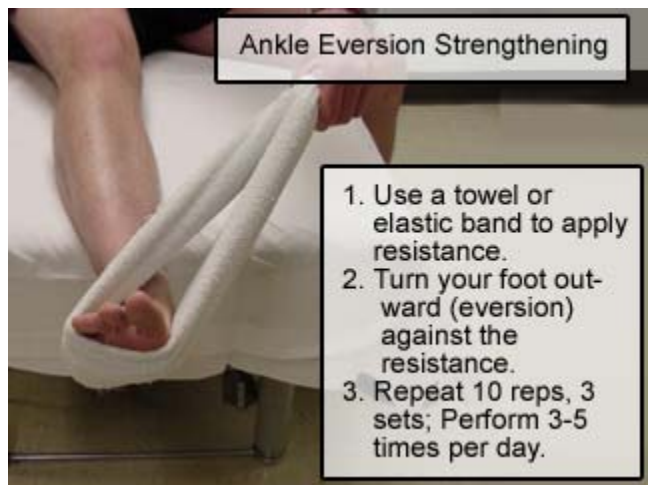 Ankle Eversion Strengthening
1. Use a towel or
elastic band to apply
resistance.
2. Turn your foot out-
ward (eversion)
against the
resistance.
3. Repeat 10 reps, 3
sets; Perform 3-5
times per day.